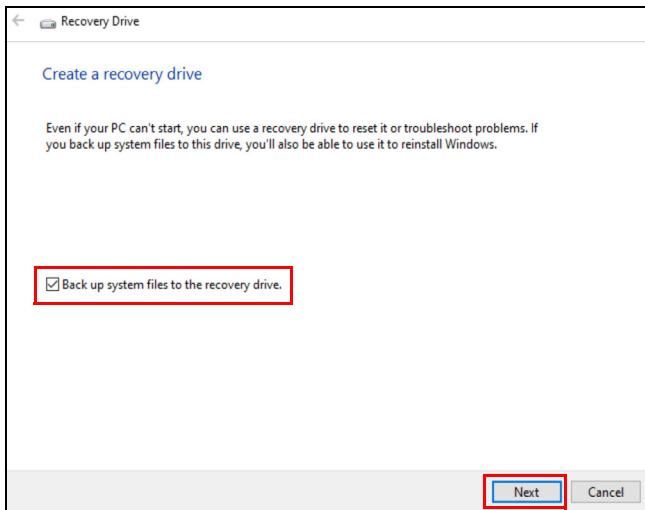 Recovery Drive
Create a recovery drive
Even if your PC can't start, you can use a recovery drive to reset it or troubleshoot problems. If
you back up system files to this drive, you'll also be able to use it to reinstall Windows.
Back up system files to the recovery drive.
Next Cancel